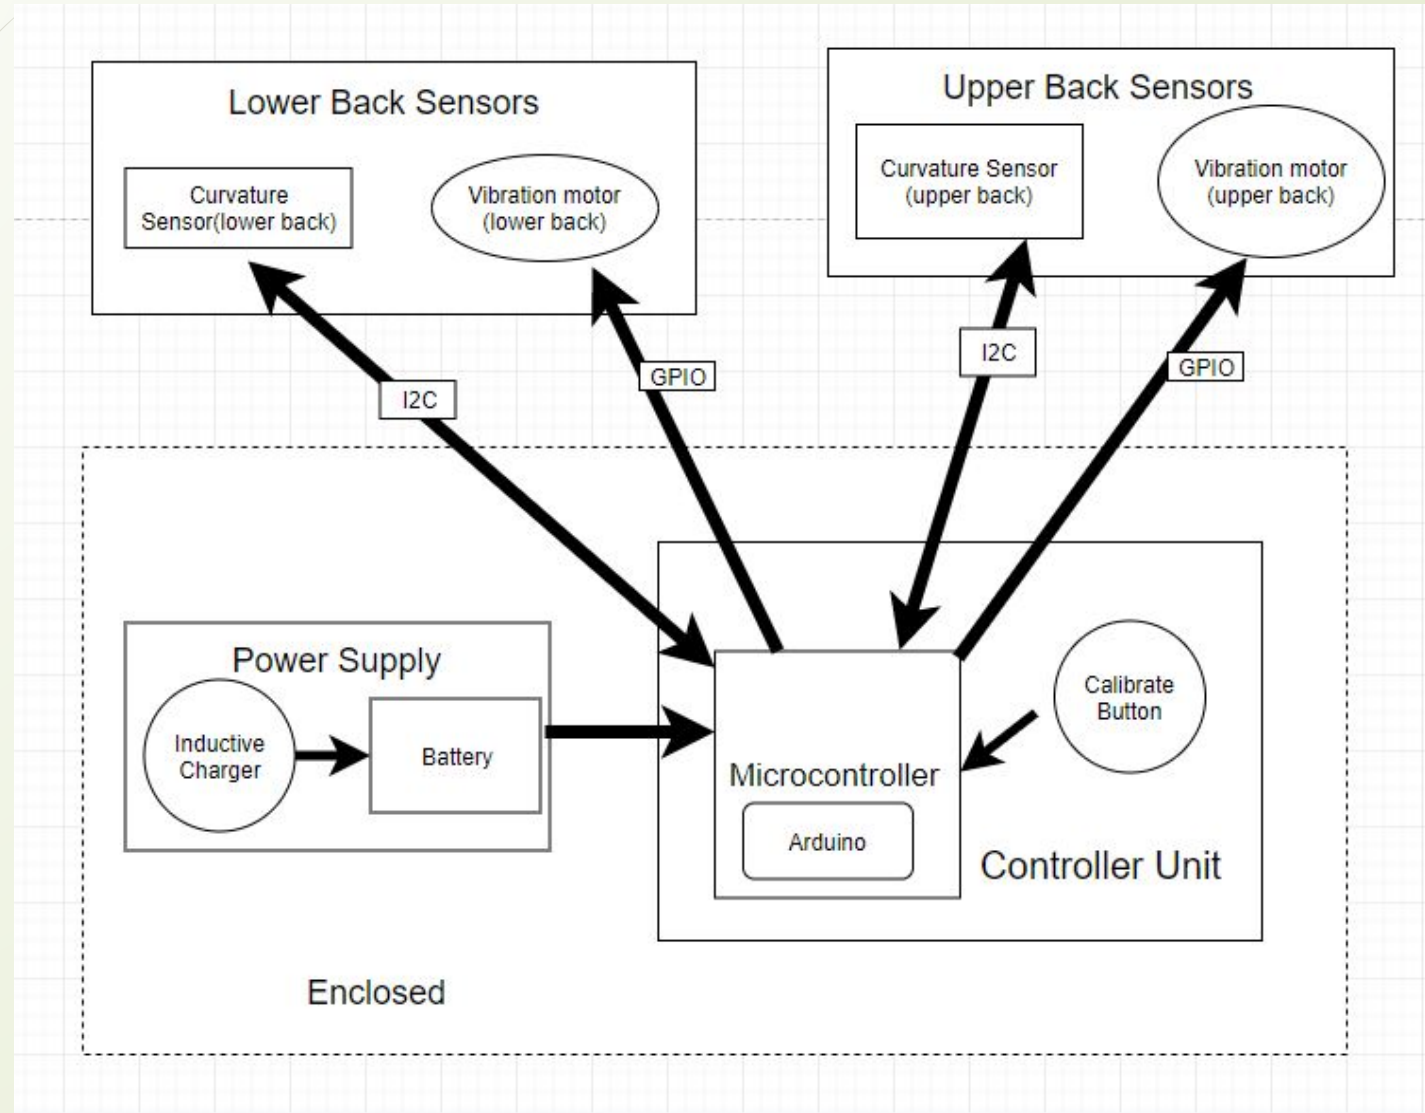 Lower Back Sensors
Curvature
Sensor(lower back)
Vibration motor
(lower back)
Upper Back Sensors
Curvature Sensor
(upper back)
Vibration motor
(upper back)
I2C
GPIO
I2C
GPIO
Power Supply
Inductive
Charger
Battery
Microcontroller
Arduino
Calibrate
Button
Controller Unit
Enclosed